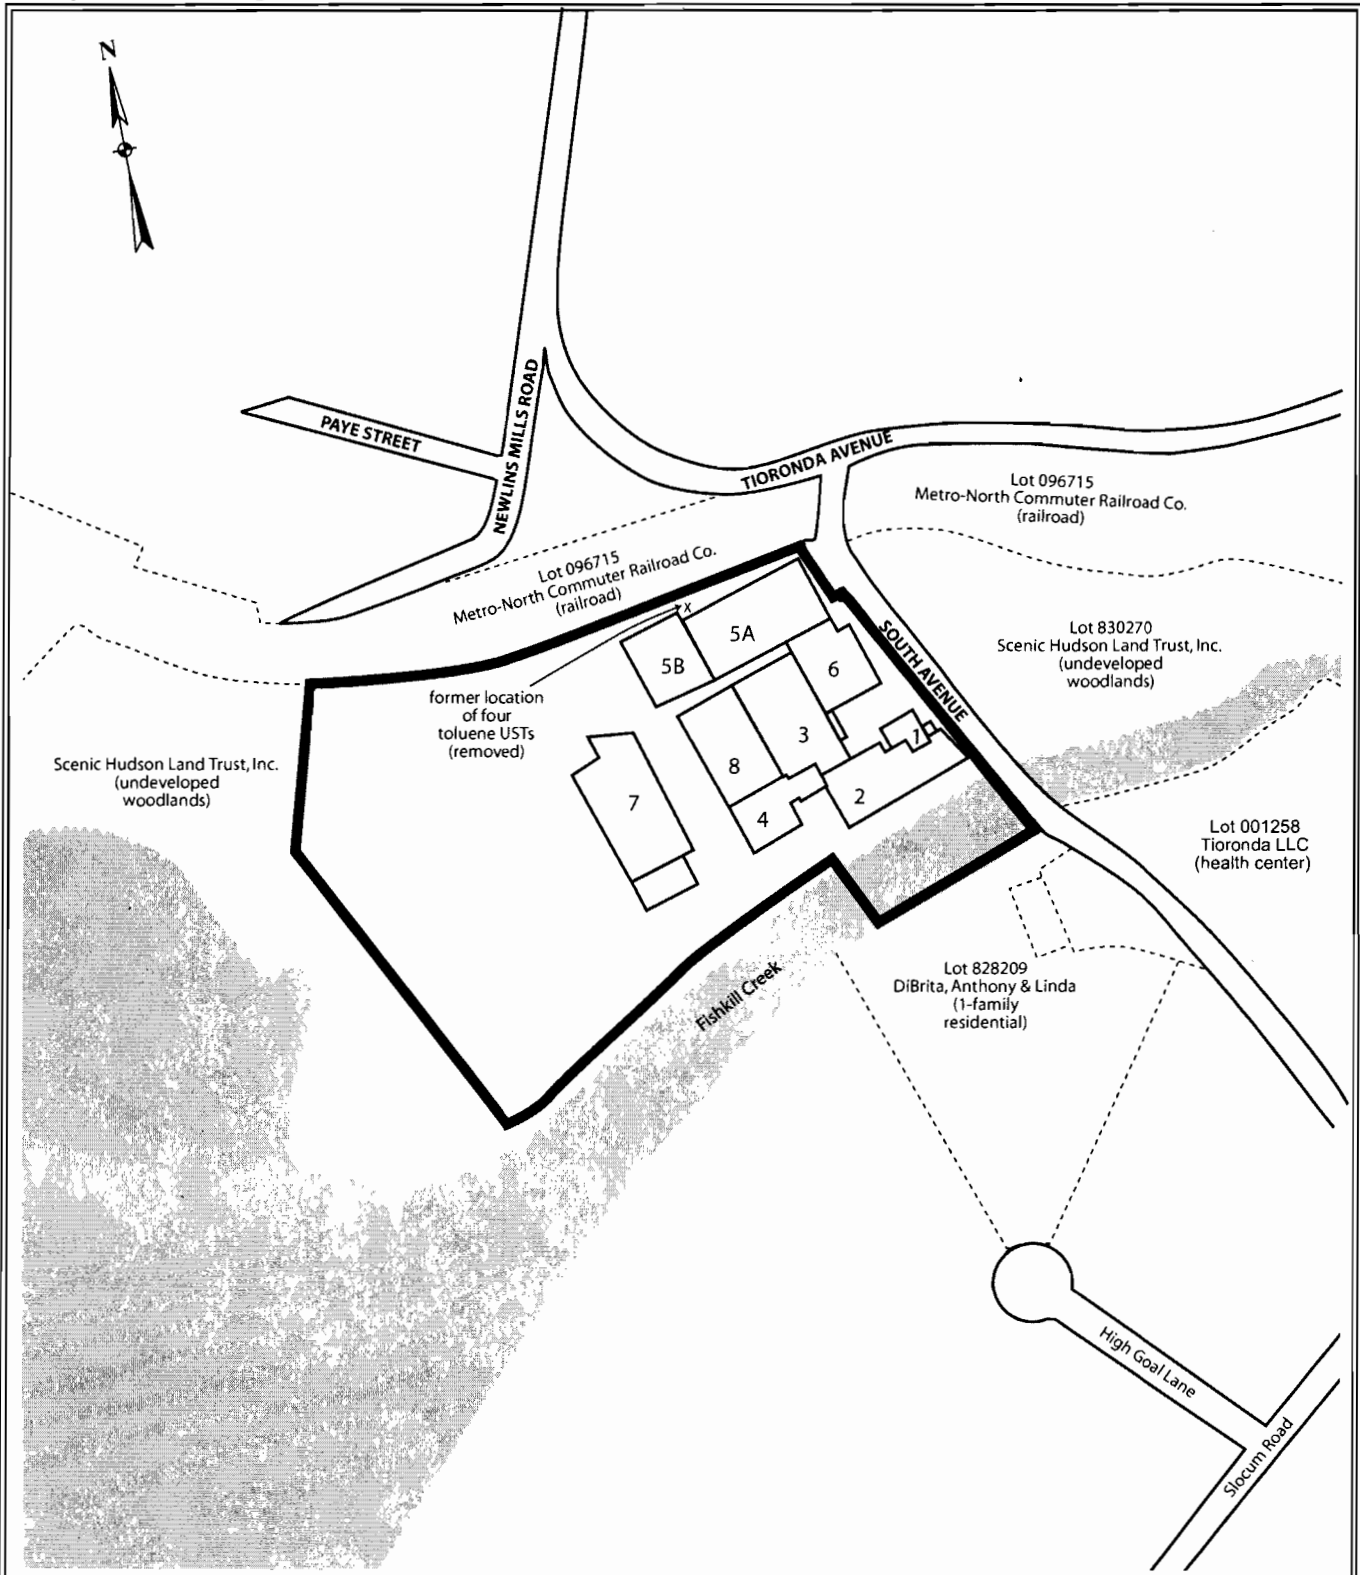 N
PAYE STREET
NEWLINS MILLS ROAD
TIORONDA AVENUE
Lot 096715
Metro-North Commuter Railroad Co.
(railroad)
Lot 096715
Metro-North Commuter Railroad Co.
(railroad)
x
5A
5B
6
SOUTH AVENUE
Lot 830270
Scenic Hudson Land Trust, Inc.
(undeveloped
woodlands)
former location
of four
toluene USTs
(removed)
3
1
8
2
7
4
Scenic Hudson Land Trust, Inc.
(undeveloped
woodlands)
Lot 001258
Tioronda LLC
(health center)
Fishkill Creek
Lot 828209
DiBrita, Anthony & Linda
(1-family
residential)
High Goal Lane
Slocum Road